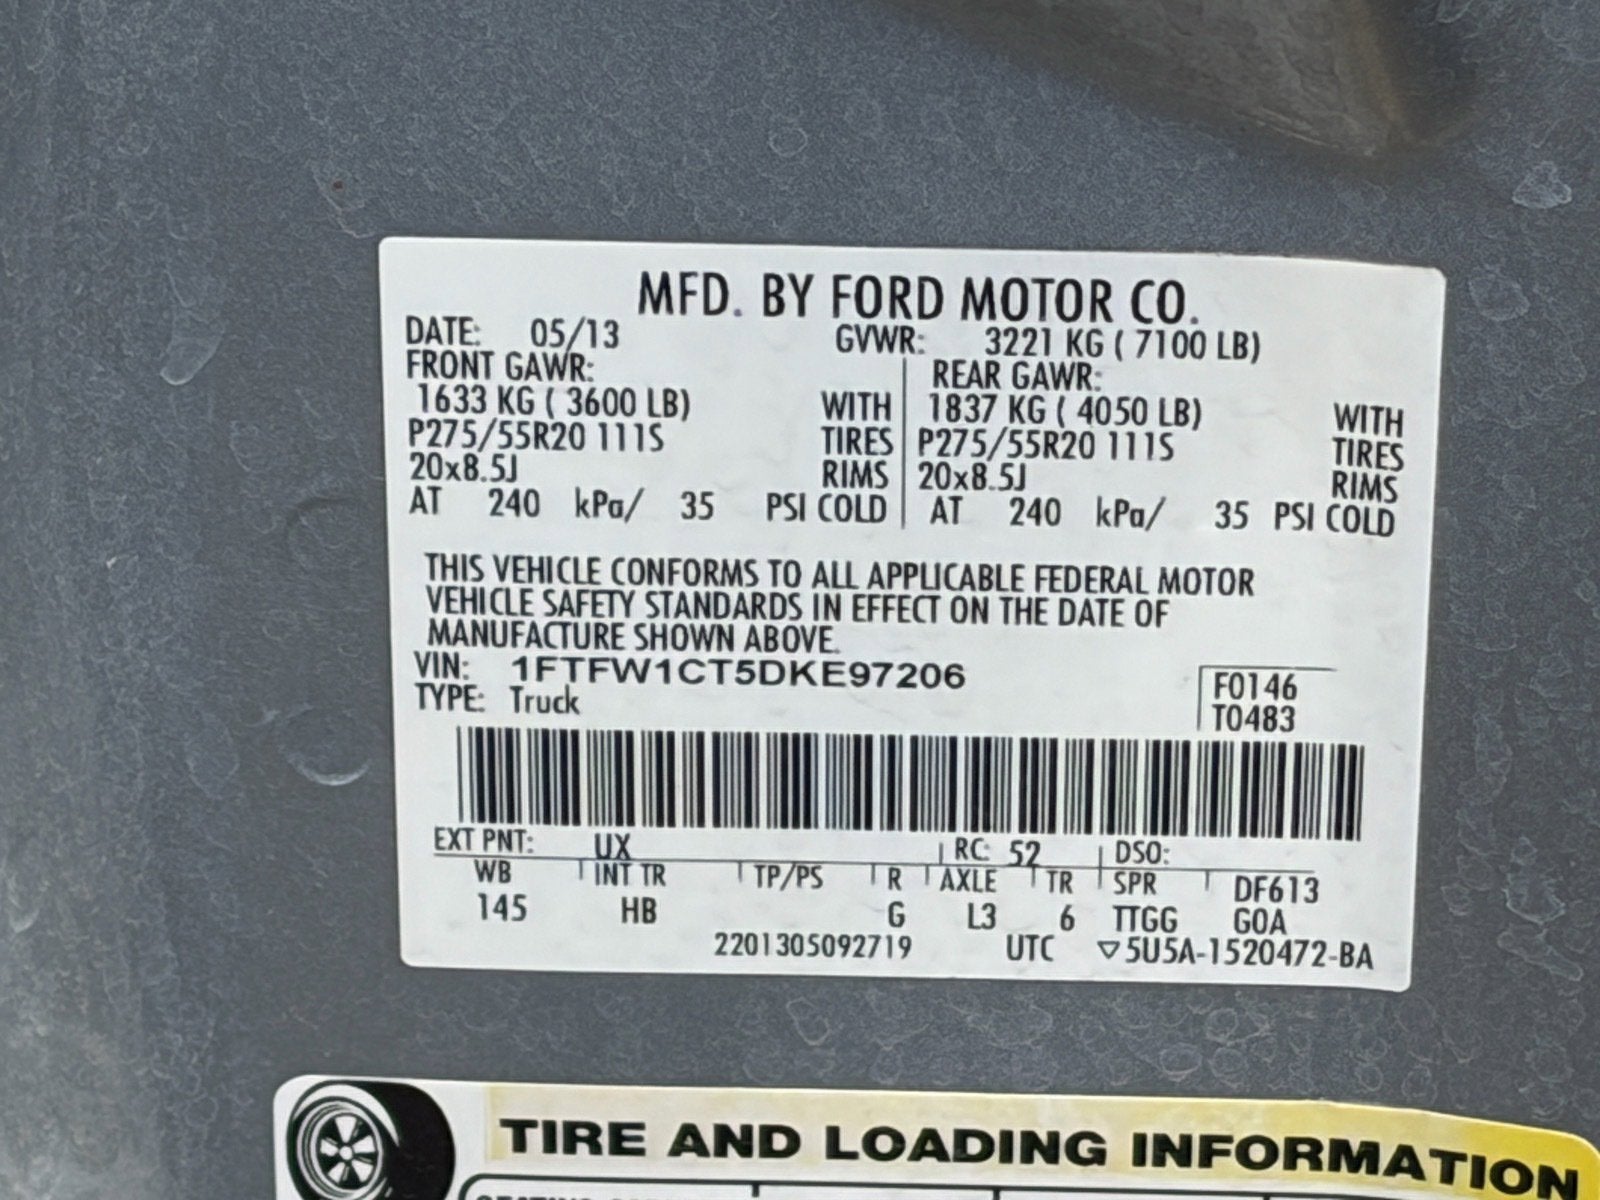 MFD. BY FORD MOTOR CO.
DATE: 05/13 GVWR: 3221 KG ( 7100 LB)
FRONT GAWR: REAR GAWR:
1633 KG ( 3600 LB) WITH 1837 KG ( 4050 LB) WITH
P275/55R20 111S TIRES P275/55R20 111S TIRES
20x8.5J RIMS 20x8.5J RIMS
AT 240 kPa/ 35 PSI COLD AT 240 kPa/ 35 PSI COLD
THIS VEHICLE CONFORMS TO ALL APPLICABLE FEDERAL MOTOR
VEHICLE SAFETY STANDARDS IN EFFECT ON THE DATE OF
MANUFACTURE SHOWN ABOVE.
VIN: 1FTFW1CT5DKE97206
TYPE: Truck
F0146
T0483
EXT PNT: UX RC: 52 DSO:
WB INT TR TP/PS R AXLE TR SPR DF613
145 HB G L3 6 TTGG G0A
2201305092719 UTC ▽5U5A-1520472-BA
TIRE AND LOADING INFORMATION